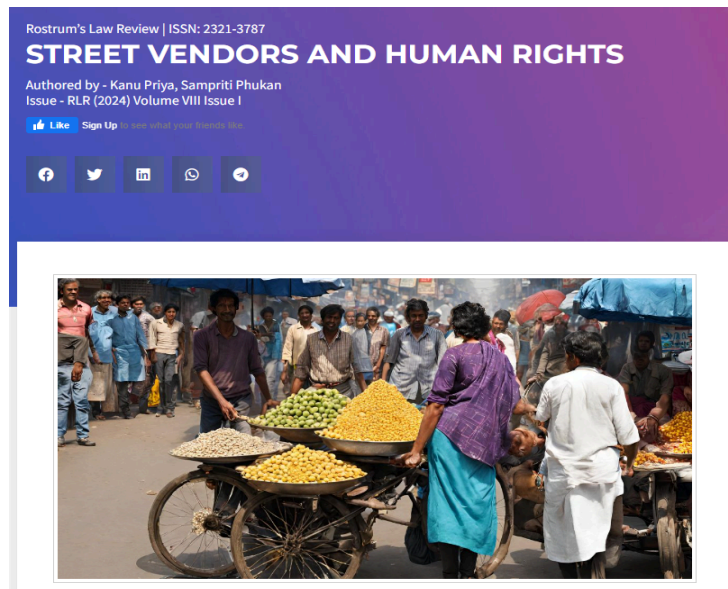 Rostrum's Law Review | ISSN: 2321-3787
STREET VENDORS AND HUMAN RIGHTS
Authored by - Kanu Priya, Sampriti Phukan
Issue - RLR (2024) Volume VIII Issue I
Like Sign Up to see what your friends like.